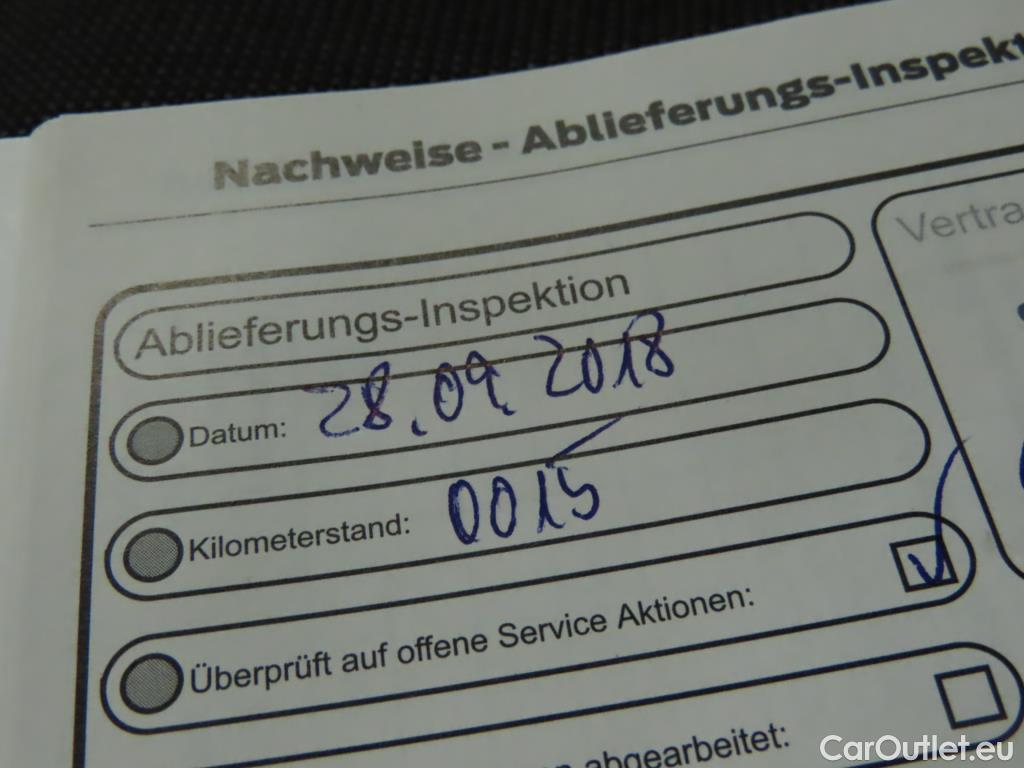 Nachweise - Ablieferungs-Inspekt
Vertra
Ablieferungs-Inspektion
Datum: 28.09.2018
Kilometerstand: 0015
Überprüft auf offene Service Aktionen:
abgearbeitet:
CarOutlet.eu